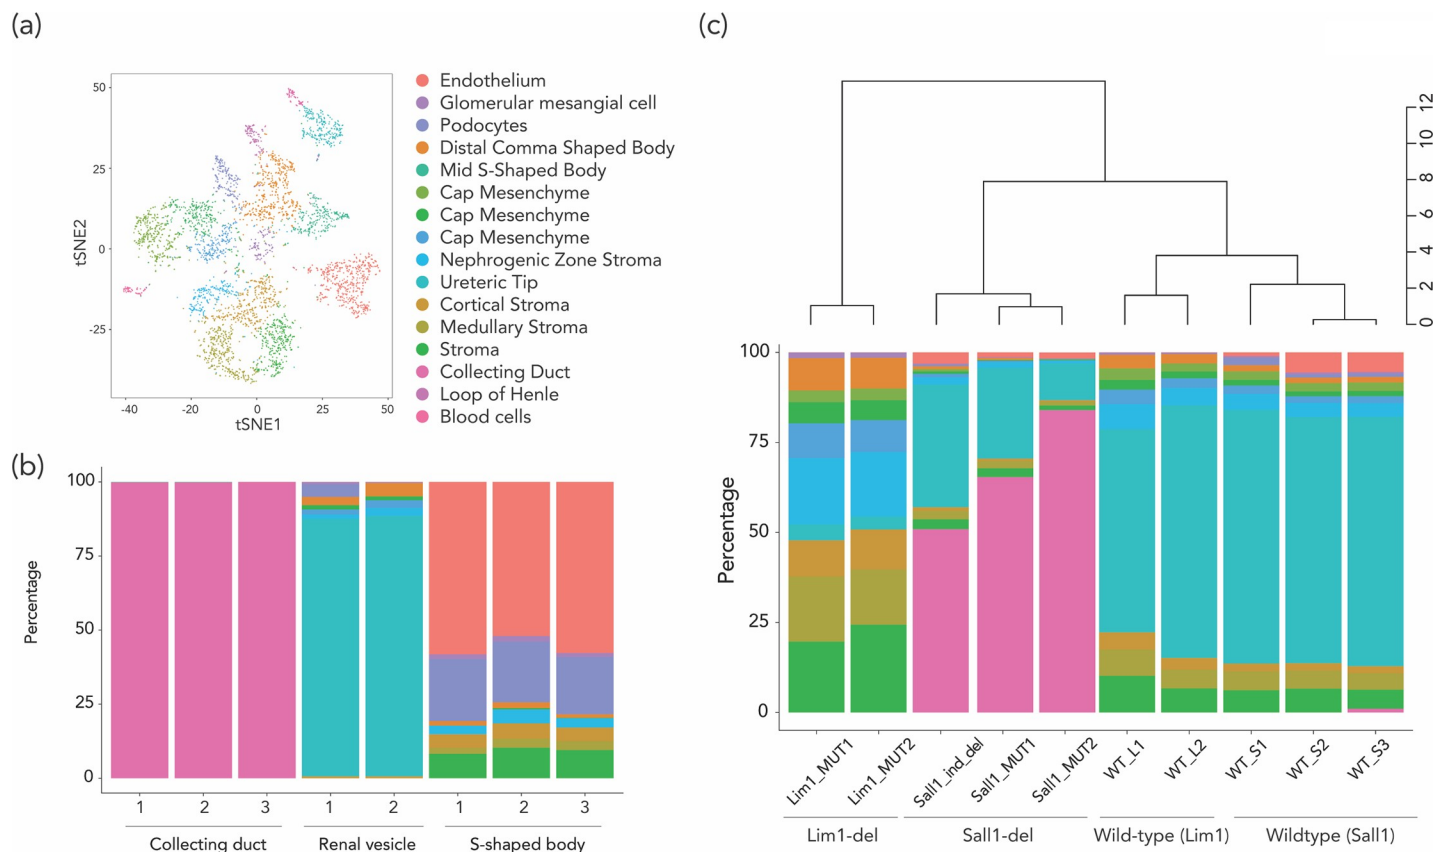 (a)
50
25
0
-25
tSNE2
-40
-20
0
25
50
tSNE1
Endothelium
Glomerular mesangial cell
Podocytes
Distal Comma Shaped Body
Mid S-Shaped Body
Cap Mesenchyme
Cap Mesenchyme
Cap Mesenchyme
Nephrogenic Zone Stroma
Ureteric Tip
Cortical Stroma
Medullary Stroma
Stroma
Collecting Duct
Loop of Henle
Blood cells
(b)
100
75
50
25
0
Percentage
1 2 3 1 2 1 2 3
Collecting duct Renal vesicle S-shaped body
(c)
12
10
8
6
4
2
0
100
75
50
25
0
Percentage
Lim1_MUT1
Lim1_MUT2
Sall1_ind_del
Sall1_MUT1
Sall1_MUT2
WT_L1
WT_L2
WT_S1
WT_S2
WT_S3
Lim1-del Sall1-del Wild-type (Lim1) Wildtype (Sall1)